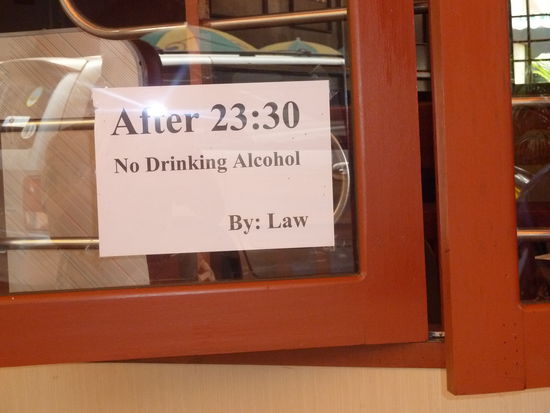 After 23:30
No Drinking Alcohol
By: Law